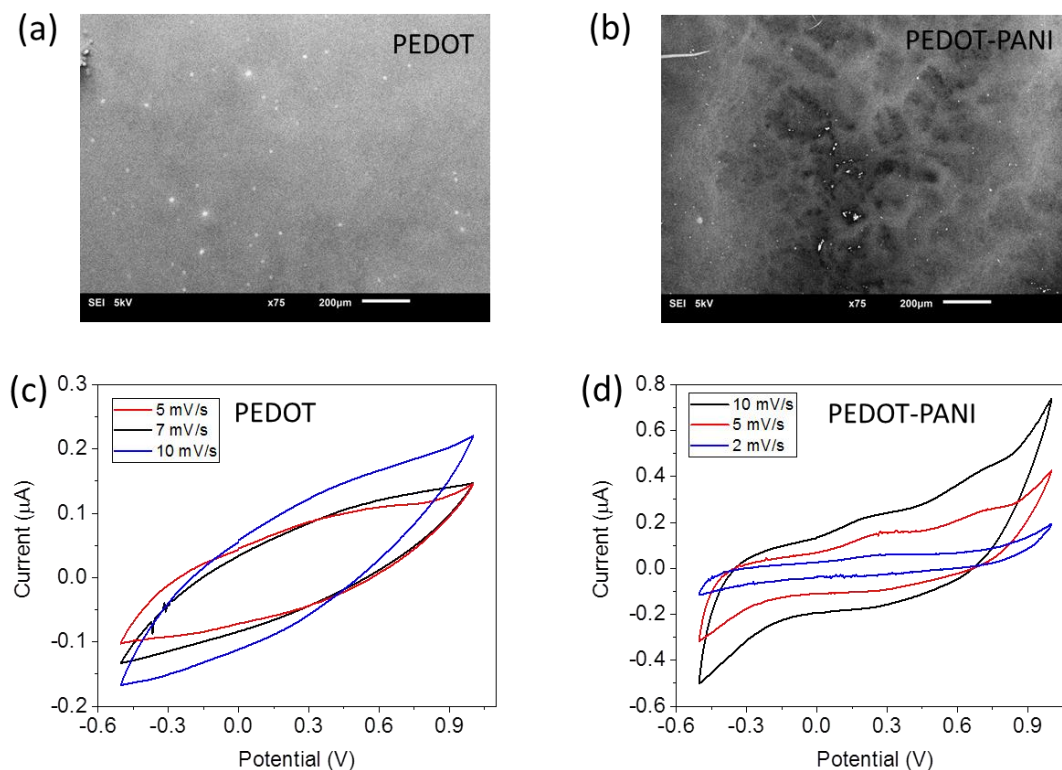 (a)
PEDOT
SEI 5kV x75 200μm
(b)
PEDOT-PANI
SEI 5kV x75 200μm
(c)
PEDOT
5 mV/s
7 mV/s
10 mV/s
0.3
0.2
0.1
0.0
-0.1
-0.2
Current (μA)
-0.6 -0.3 0.0 0.3 0.6 0.9
Potential (V)
(d)
PEDOT-PANI
10 mV/s
5 mV/s
2 mV/s
0.8
0.6
0.4
0.2
0.0
-0.2
-0.4
-0.6
Current (μA)
-0.6 -0.3 0.0 0.3 0.6 0.9
Potential (V)